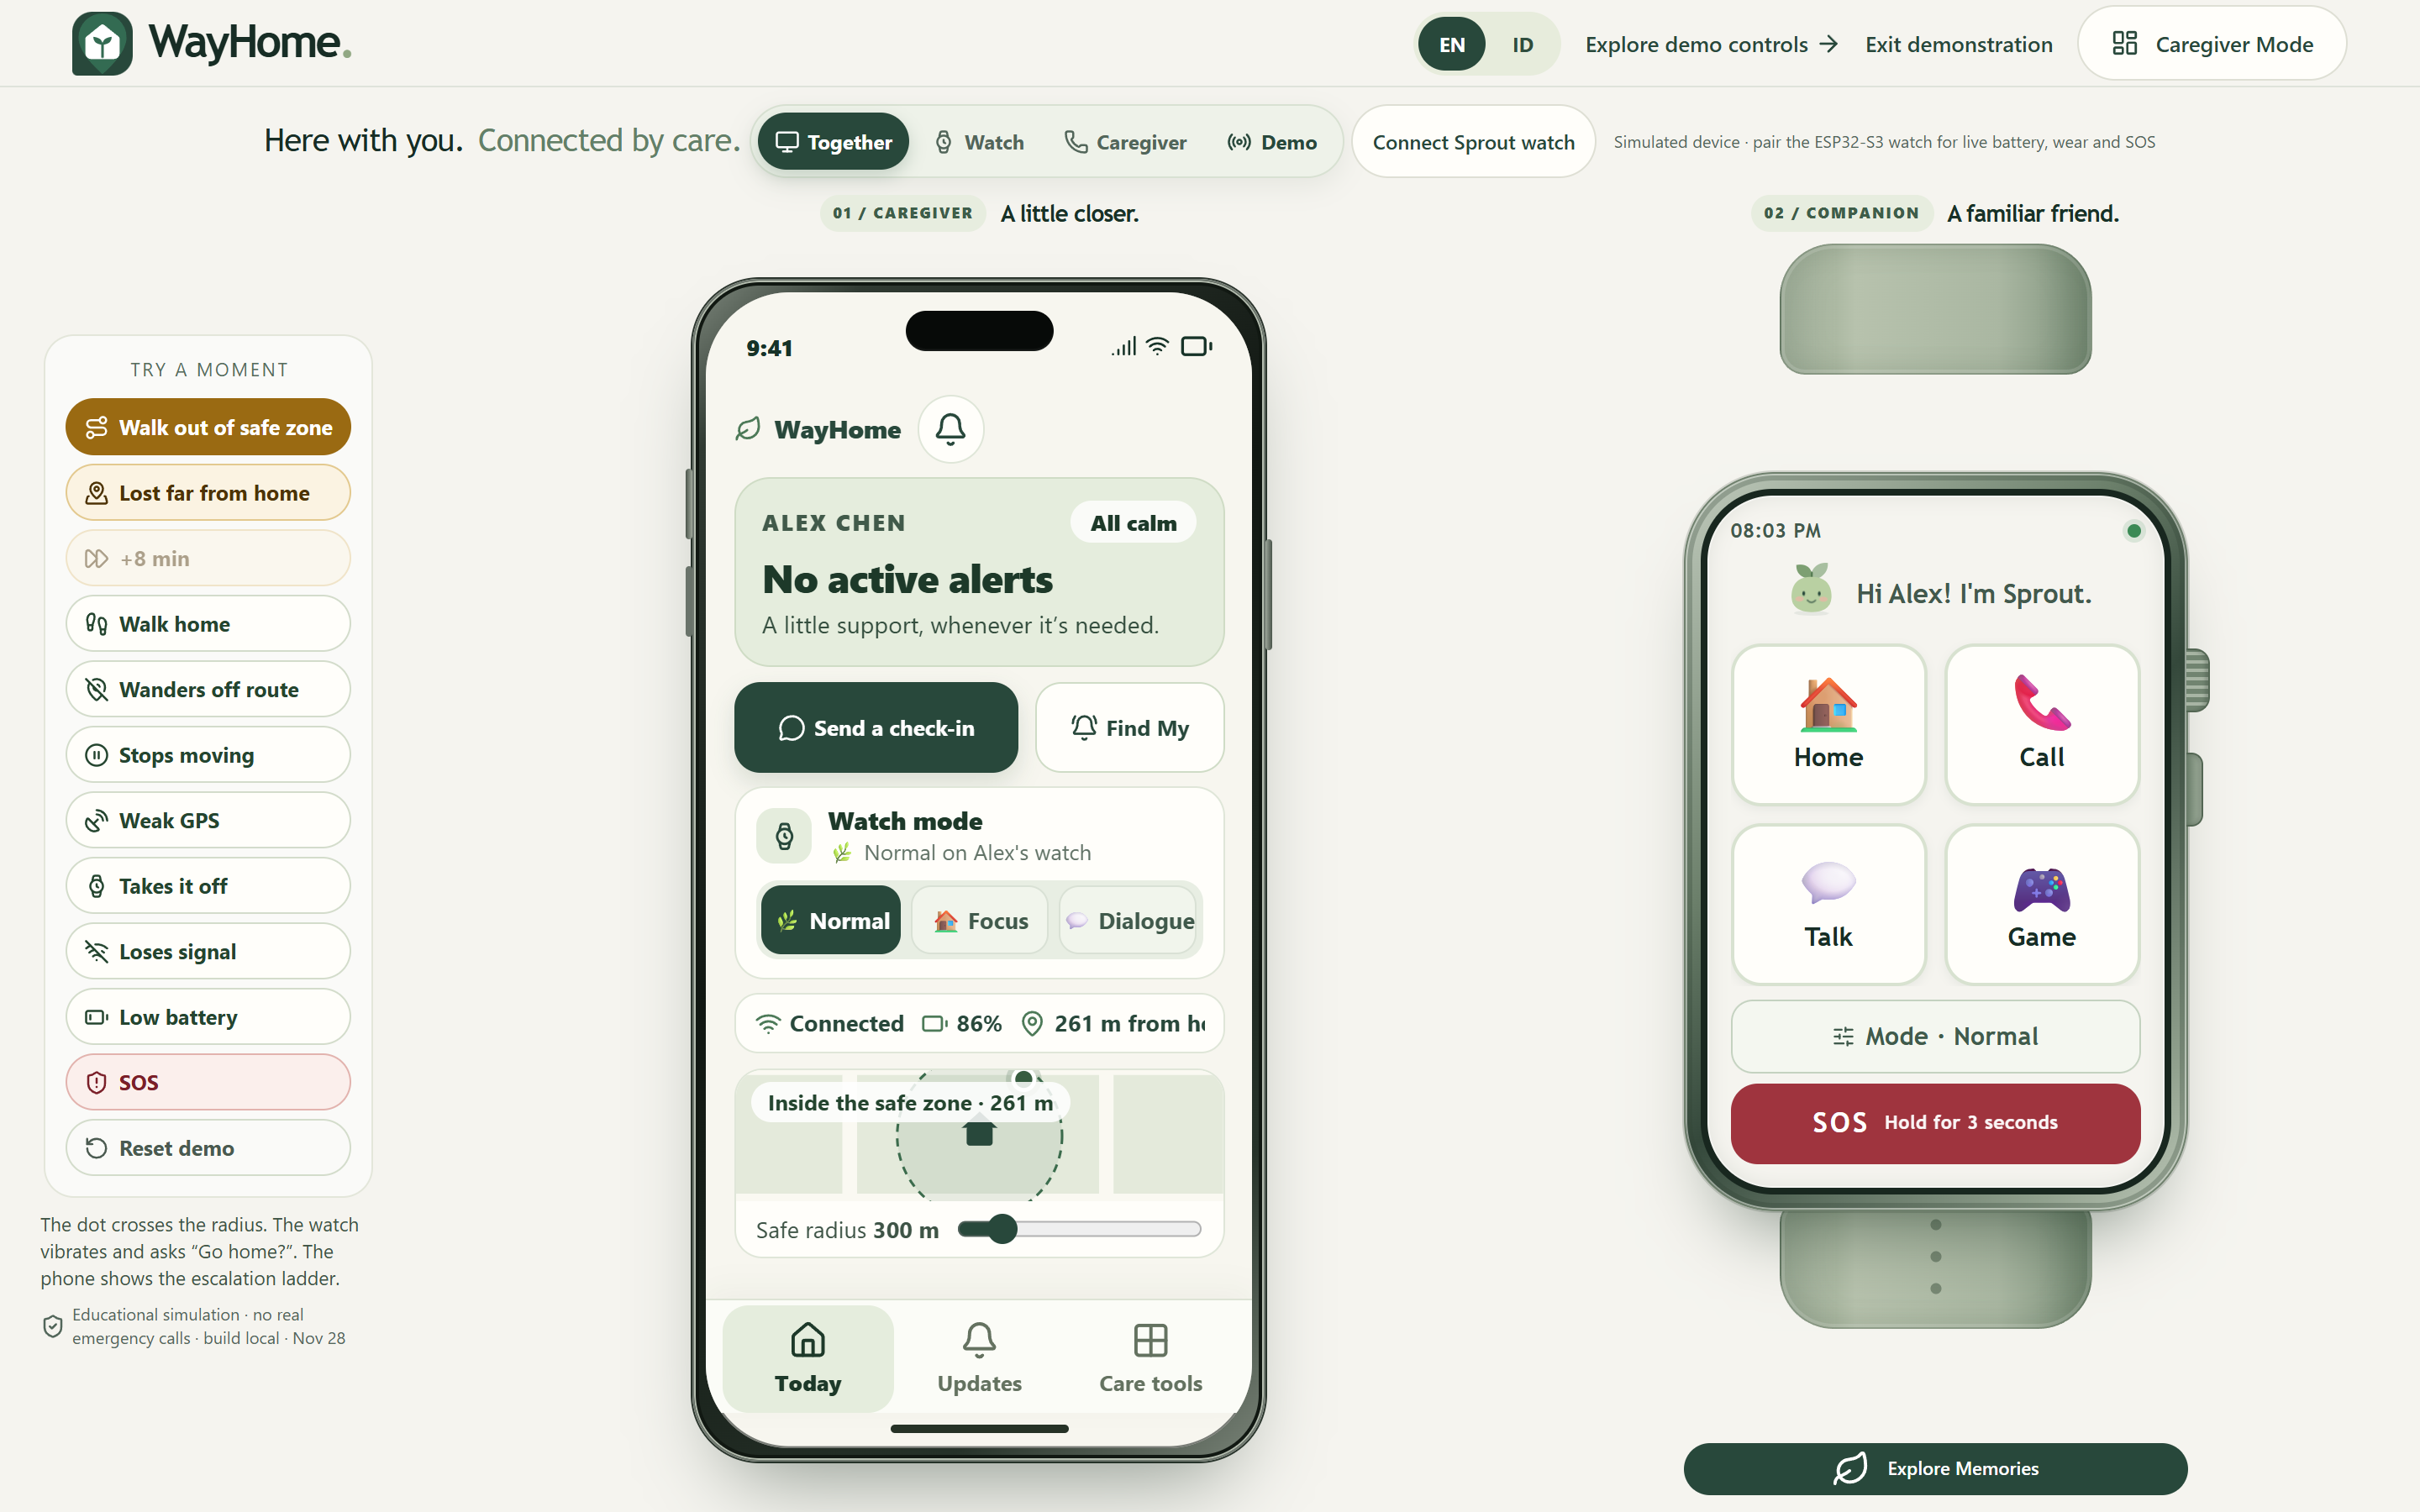 WayHome.
EN
ID
Explore demo controls →
Exit demonstration
Caregiver Mode
Here with you. Connected by care.
Together
Watch
Caregiver
Demo
Connect Sprout watch
Simulated device · pair the ESP32-S3 watch for live battery, wear and SOS
TRY A MOMENT
Walk out of safe zone
Lost far from home
+8 min
Walk home
Wanders off route
Stops moving
Weak GPS
Takes it off
Loses signal
Low battery
SOS
Reset demo
The dot crosses the radius. The watch
vibrates and asks “Go home?”. The
phone shows the escalation ladder.
Educational simulation · no real
emergency calls · build local · Nov 28
01 / CAREGIVER
A little closer.
9:41
WayHome
ALEX CHEN
All calm
No active alerts
A little support, whenever it’s needed.
Send a check-in
Find My
Watch mode
Normal on Alex's watch
Normal
Focus
Dialogue
Connected
86%
261 m from
Inside the safe zone · 261 m
Safe radius 300 m
Today
Updates
Care tools
02 / COMPANION
A familiar friend.
08:03 PM
Hi Alex! I'm Sprout.
Home
Call
Talk
Game
Mode · Normal
SOS Hold for 3 seconds
Explore Memories